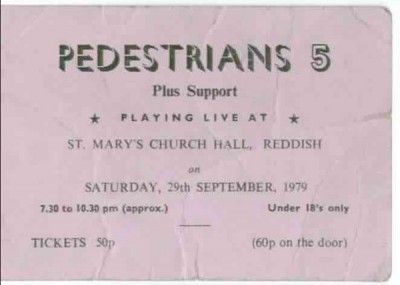 PEDESTRIANS 5
Plus Support
★ PLAYING LIVE AT ★
ST. MARY'S CHURCH HALL, REDDISH
on
SATURDAY, 29th SEPTEMBER, 1979
7.30 to 10.30 pm (approx.) Under 18's only
TICKETS 50p (60p on the door)